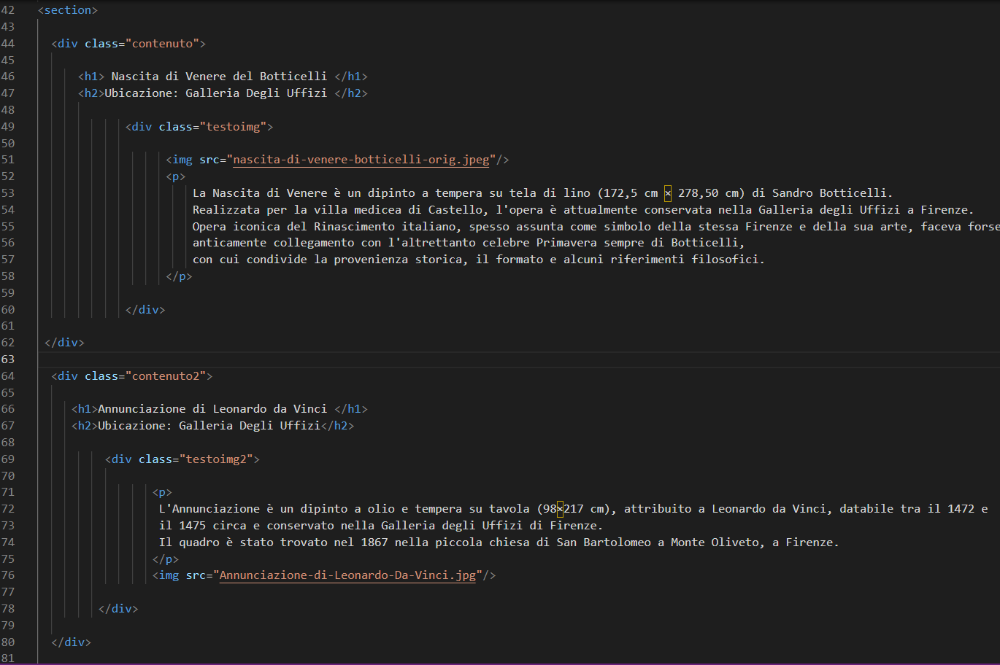 42 <section>
43
44 <div class="contenuto">
45
46 <h1> Nascita di Venere del Botticelli </h1>
47 <h2>Ubicazione: Galleria Degli Uffizi </h2>
48
49 <div class="testoimg">
50
51 <img src="nascita-di-venere-botticelli-orig.jpeg"/>
52 <p>
53 La Nascita di Venere è un dipinto a tempera su tela di lino (172,5 cm × 278,50 cm) di Sandro Botticelli.
54 Realizzata per la villa medicea di Castello, l'opera è attualmente conservata nella Galleria degli Uffizi a Firenze.
55 Opera iconica del Rinascimento italiano, spesso assunta come simbolo della stessa Firenze e della sua arte, faceva forse
56 anticamente collegamento con l'altrettanto celebre Primavera sempre di Botticelli,
57 con cui condivide la provenienza storica, il formato e alcuni riferimenti filosofici.
58 </p>
59
60 </div>
61
62 </div>
63
64 <div class="contenuto2">
65
66 <h1>Annunciazione di Leonardo da Vinci </h1>
67 <h2>Ubicazione: Galleria Degli Uffizi</h2>
68
69 <div class="testoimg2">
70
71 <p>
72 L'Annunciazione è un dipinto a olio e tempera su tavola (98×217 cm), attribuito a Leonardo da Vinci, databile tra il 1472 e
73 il 1475 circa e conservato nella Galleria degli Uffizi di Firenze.
74 Il quadro è stato trovato nel 1867 nella piccola chiesa di San Bartolomeo a Monte Oliveto, a Firenze.
75 </p>
76 <img src="Annunciazione-di-Leonardo-Da-Vinci.jpg"/>
77
78 </div>
79
80 </div>
81